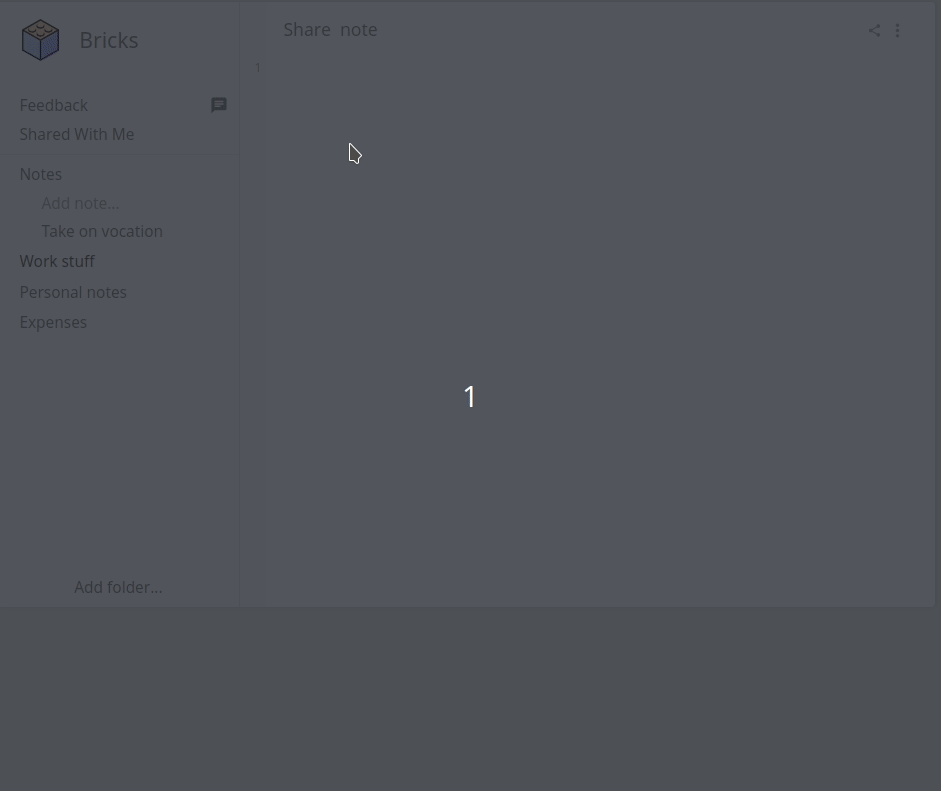 Bricks
Share note
1
Feedback
Shared With Me
Notes
Add note...
Take on vocation
Work stuff
Personal notes
Expenses
1
Add folder...